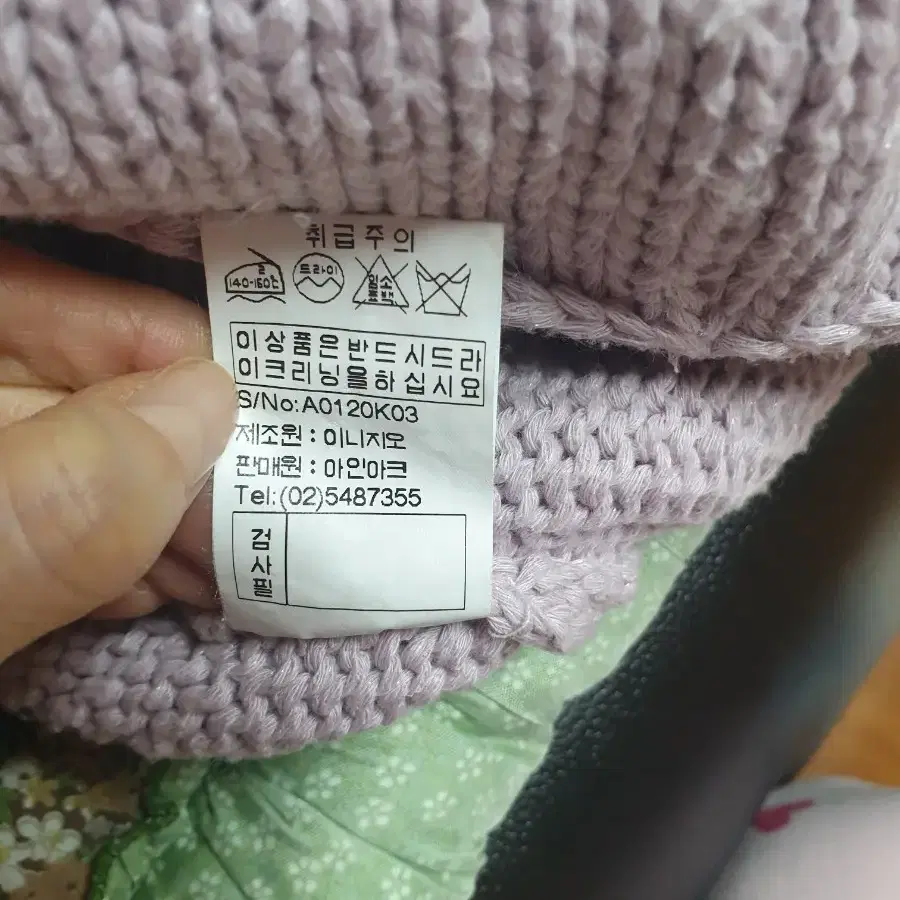 취급주의
140-160℃
드라이
염소
표백
이상품은반드시드라
이크리닝을하십시요
S/No:A0120K03
제조원 : 이니지오
판매원 : 아인아크
Tel:(02)5487355
검
사
필